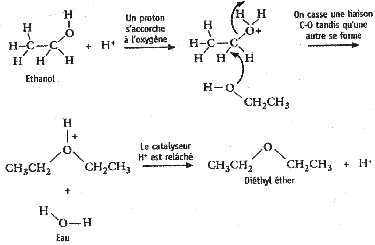 Un proton
s'accorche
à l'oxygène
On casse une liaison
C-O tandis qu'une
autre se forme
H
H H
O
O+
H
H
C
C
+ H⁺
H
C
C
H
H H
H H
H
H
O
CH₂CH₃
Ethanol
H
+
O
CH₃CH₂
CH₂CH₃
Le catalyseur
H⁺ est relâché
O
CH₃CH₂
CH₂CH₃
+ H⁺
Diéthyl éther
+
H
O—H
Eau